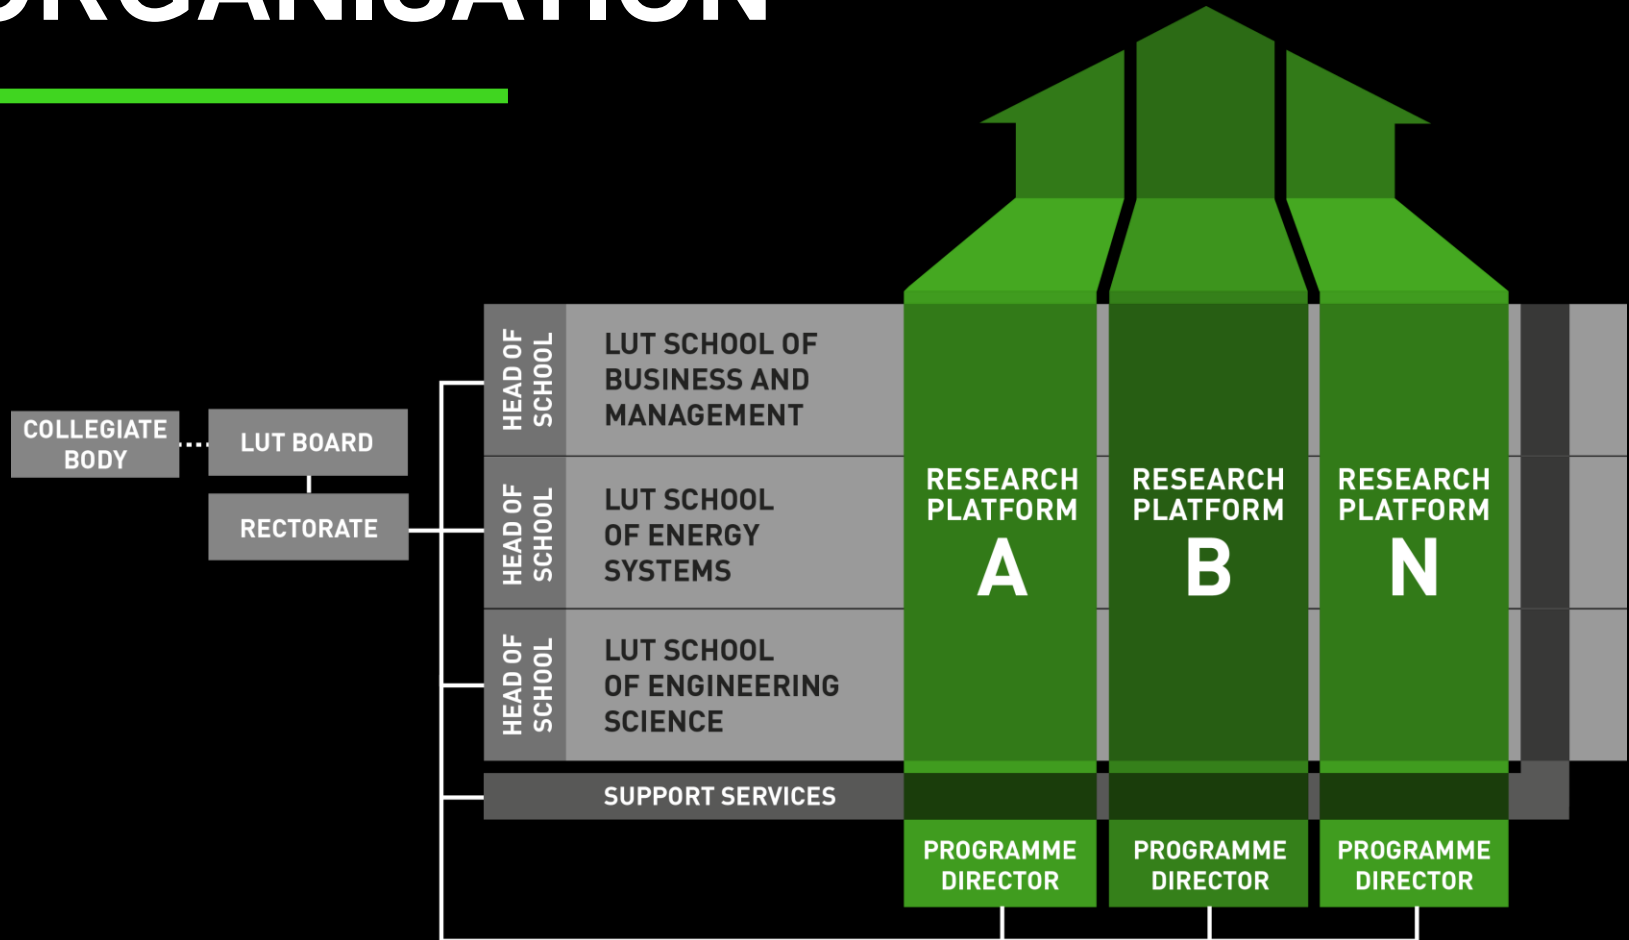 ORGANISATION
COLLEGIATE
BODY
LUT BOARD
RECTORATE
HEAD OF
SCHOOL
LUT SCHOOL OF
BUSINESS AND
MANAGEMENT
HEAD OF
SCHOOL
LUT SCHOOL
OF ENERGY
SYSTEMS
HEAD OF
SCHOOL
LUT SCHOOL
OF ENGINEERING
SCIENCE
SUPPORT SERVICES
RESEARCH
PLATFORM
A
RESEARCH
PLATFORM
B
RESEARCH
PLATFORM
N
PROGRAMME
DIRECTOR
PROGRAMME
DIRECTOR
PROGRAMME
DIRECTOR